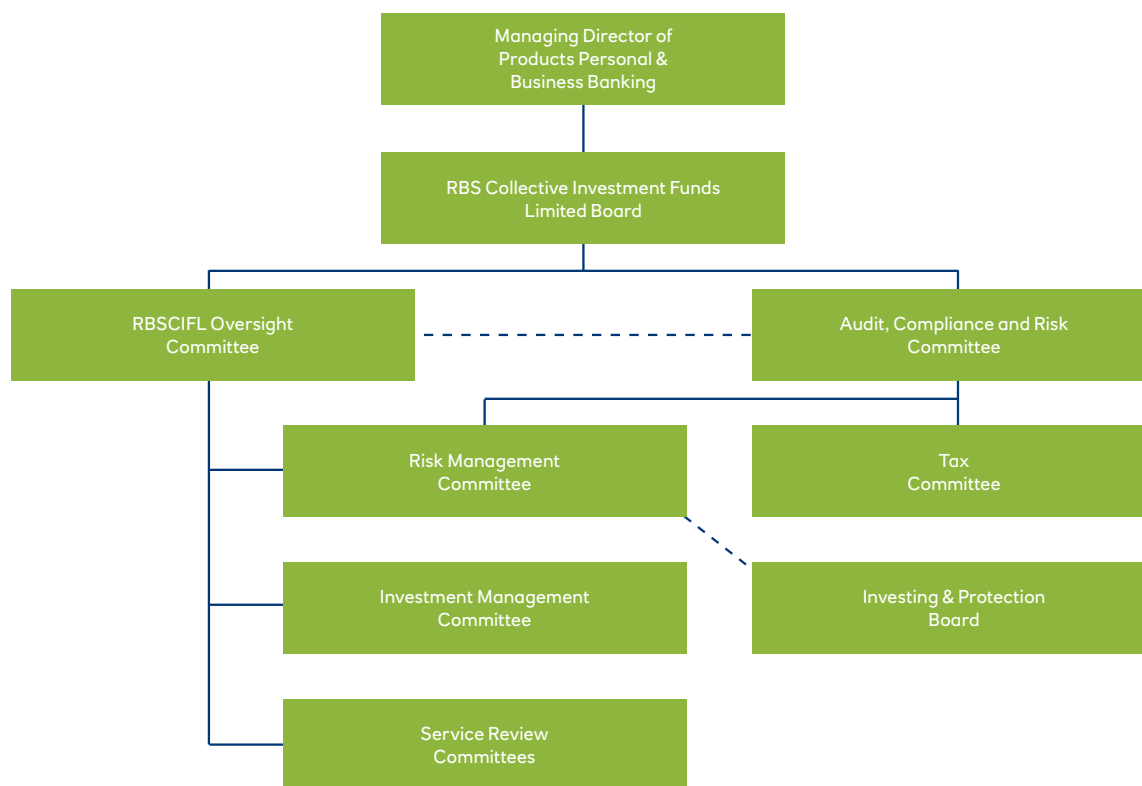 Managing Director of
Products Personal &
Business Banking
RBS Collective Investment Funds
Limited Board
RBSCIFL Oversight
Committee
Audit, Compliance and Risk
Committee
Risk Management
Committee
Tax
Committee
Investment Management
Committee
Investing & Protection
Board
Service Review
Committees